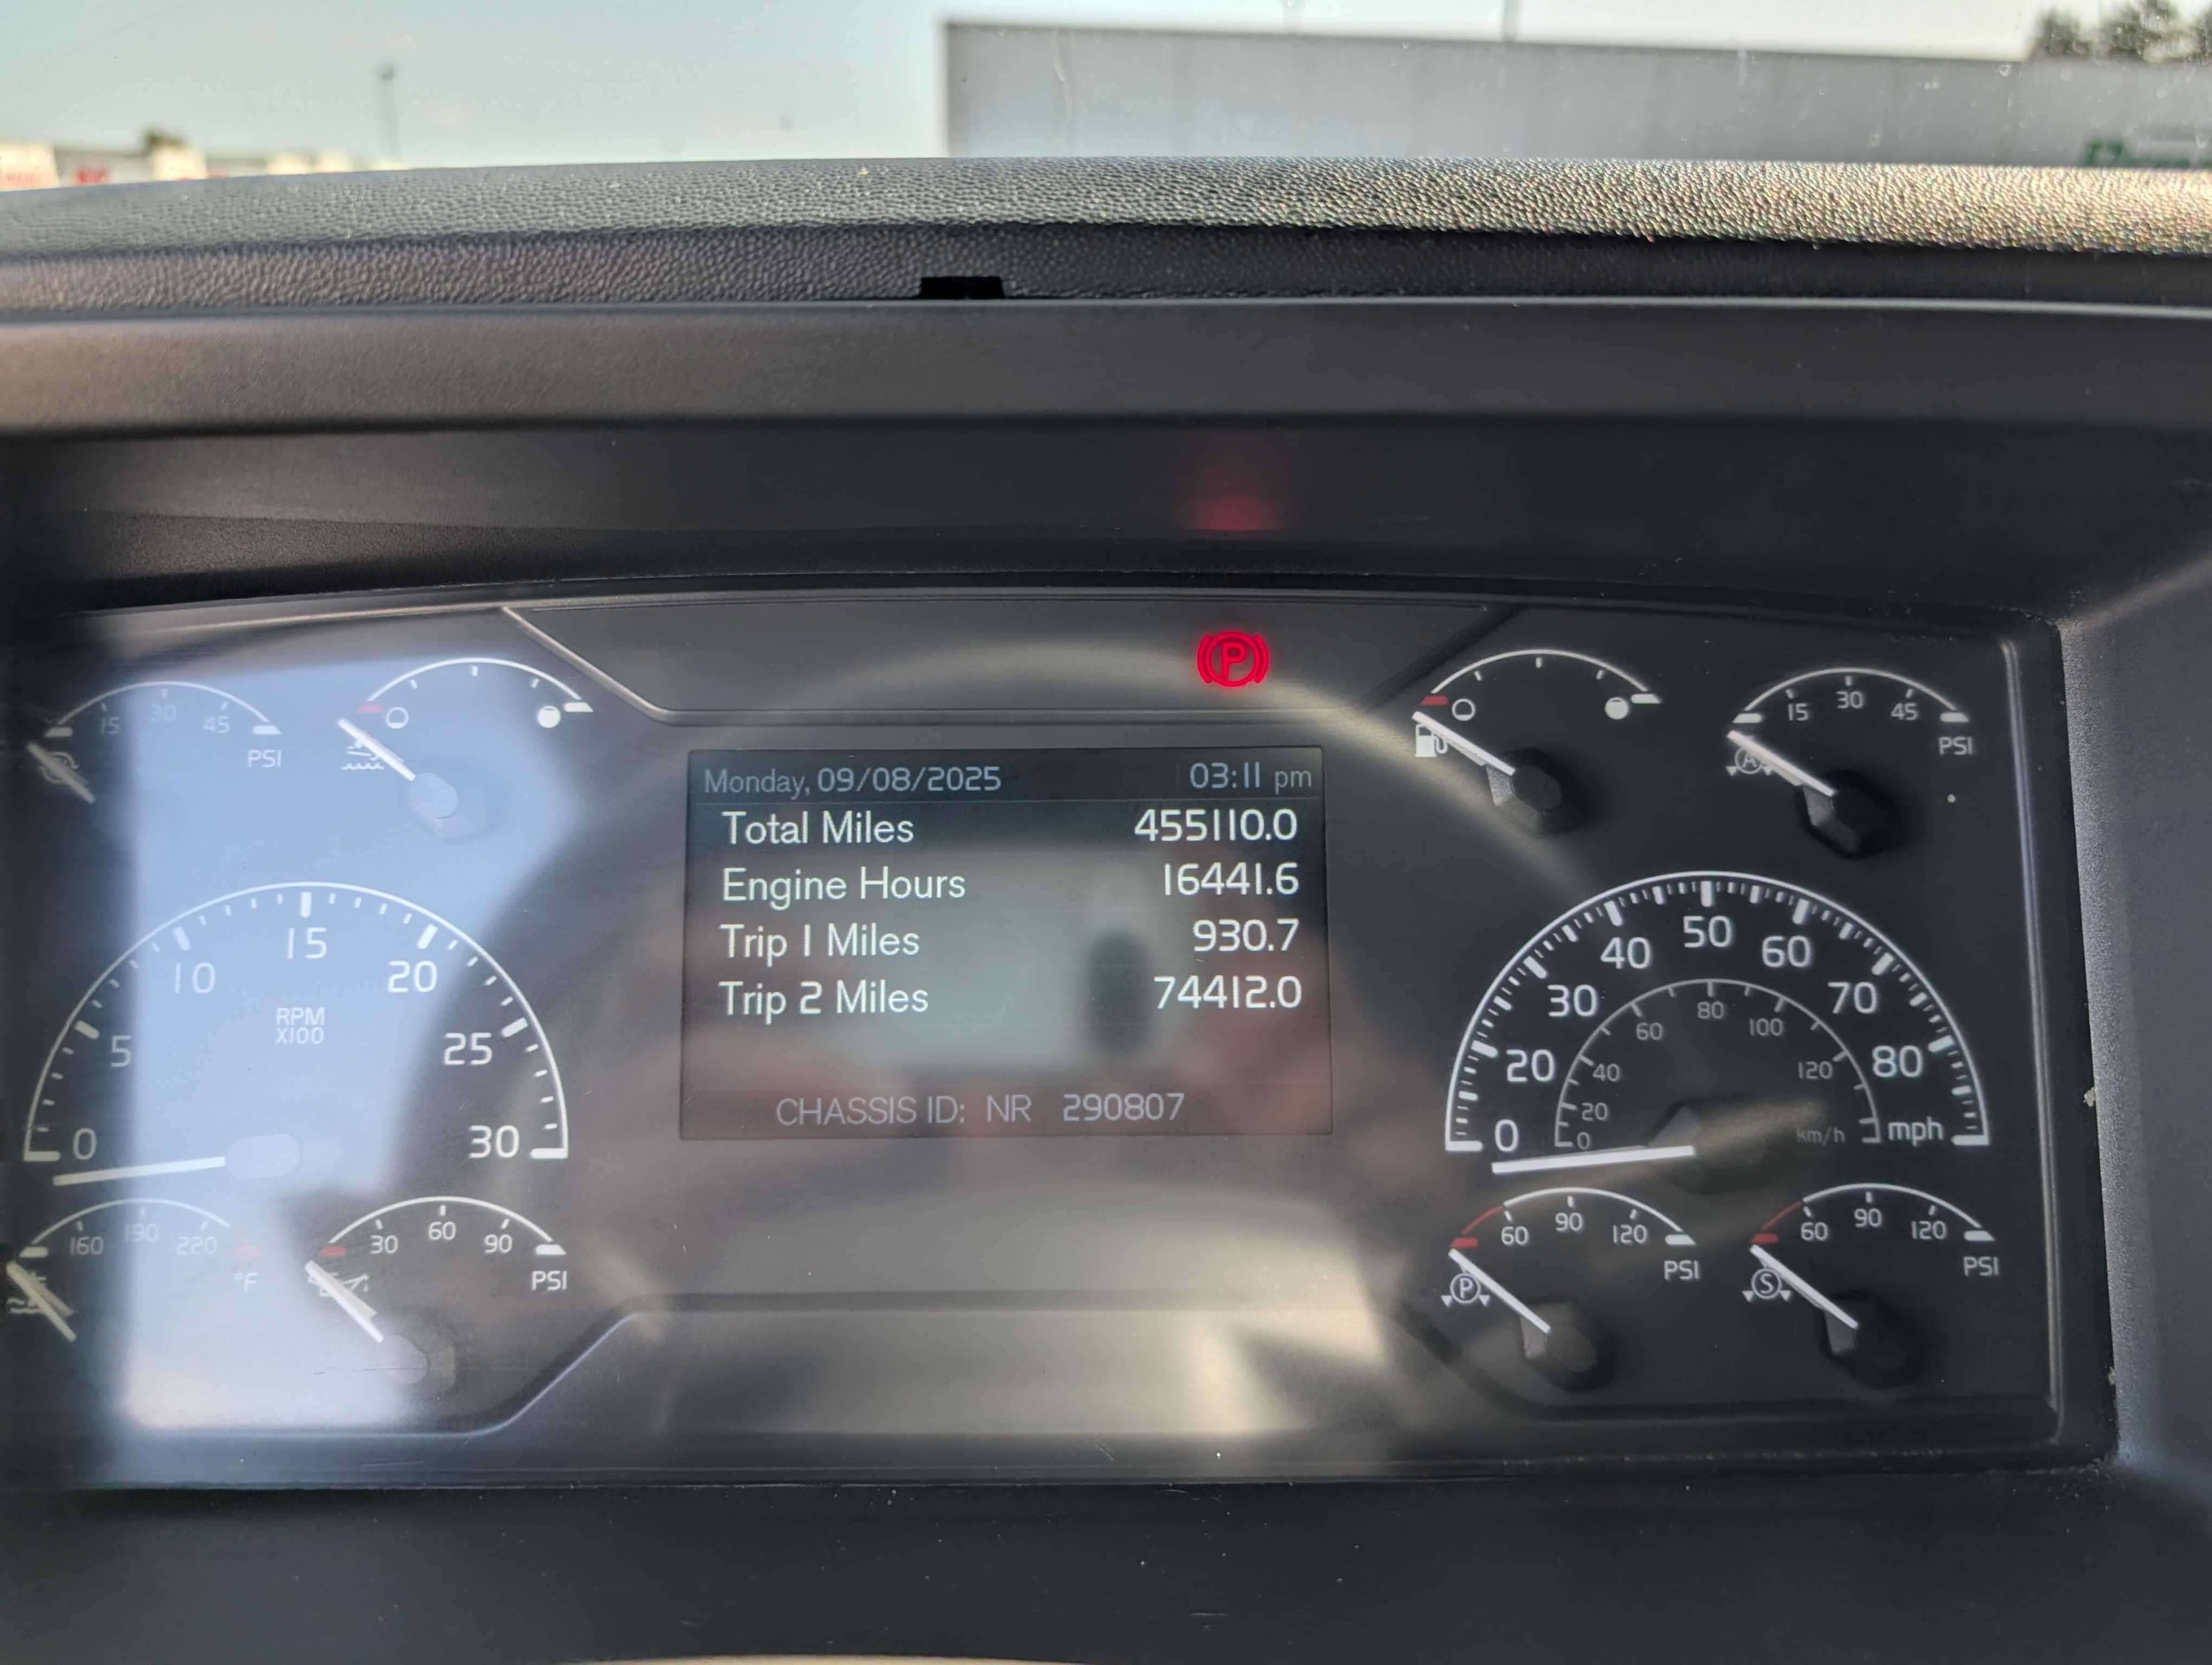 Monday, 09/08/2025 03:11 pm
Total Miles 455110.0
Engine Hours 16441.6
Trip 1 Miles 930.7
Trip 2 Miles 74412.0
CHASSIS ID: NR 290807
15 30 45
PSI
5 10 15 20 25 30
0
RPM
X100
160 190 220
°F
30 60 90
PSI
P
15 30 45
PSI
A
0 20 30 40 50 60 70 80
mph
0 20 40 60 80 100 120
km/h
60 90 120
PSI
P
60 90 120
PSI
S